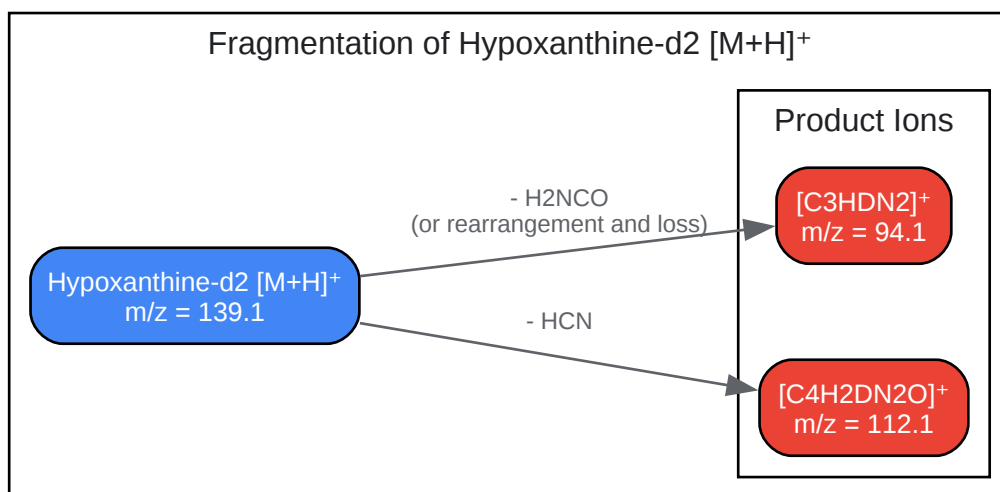 Fragmentation of Hypoxanthine-d2 [M+H]⁺
Product Ions
- H2NCO
(or rearrangement and loss)
[C3HDN2]⁺
m/z = 94.1
Hypoxanthine-d2 [M+H]⁺
m/z = 139.1
- HCN
[C4H2DN2O]⁺
m/z = 112.1